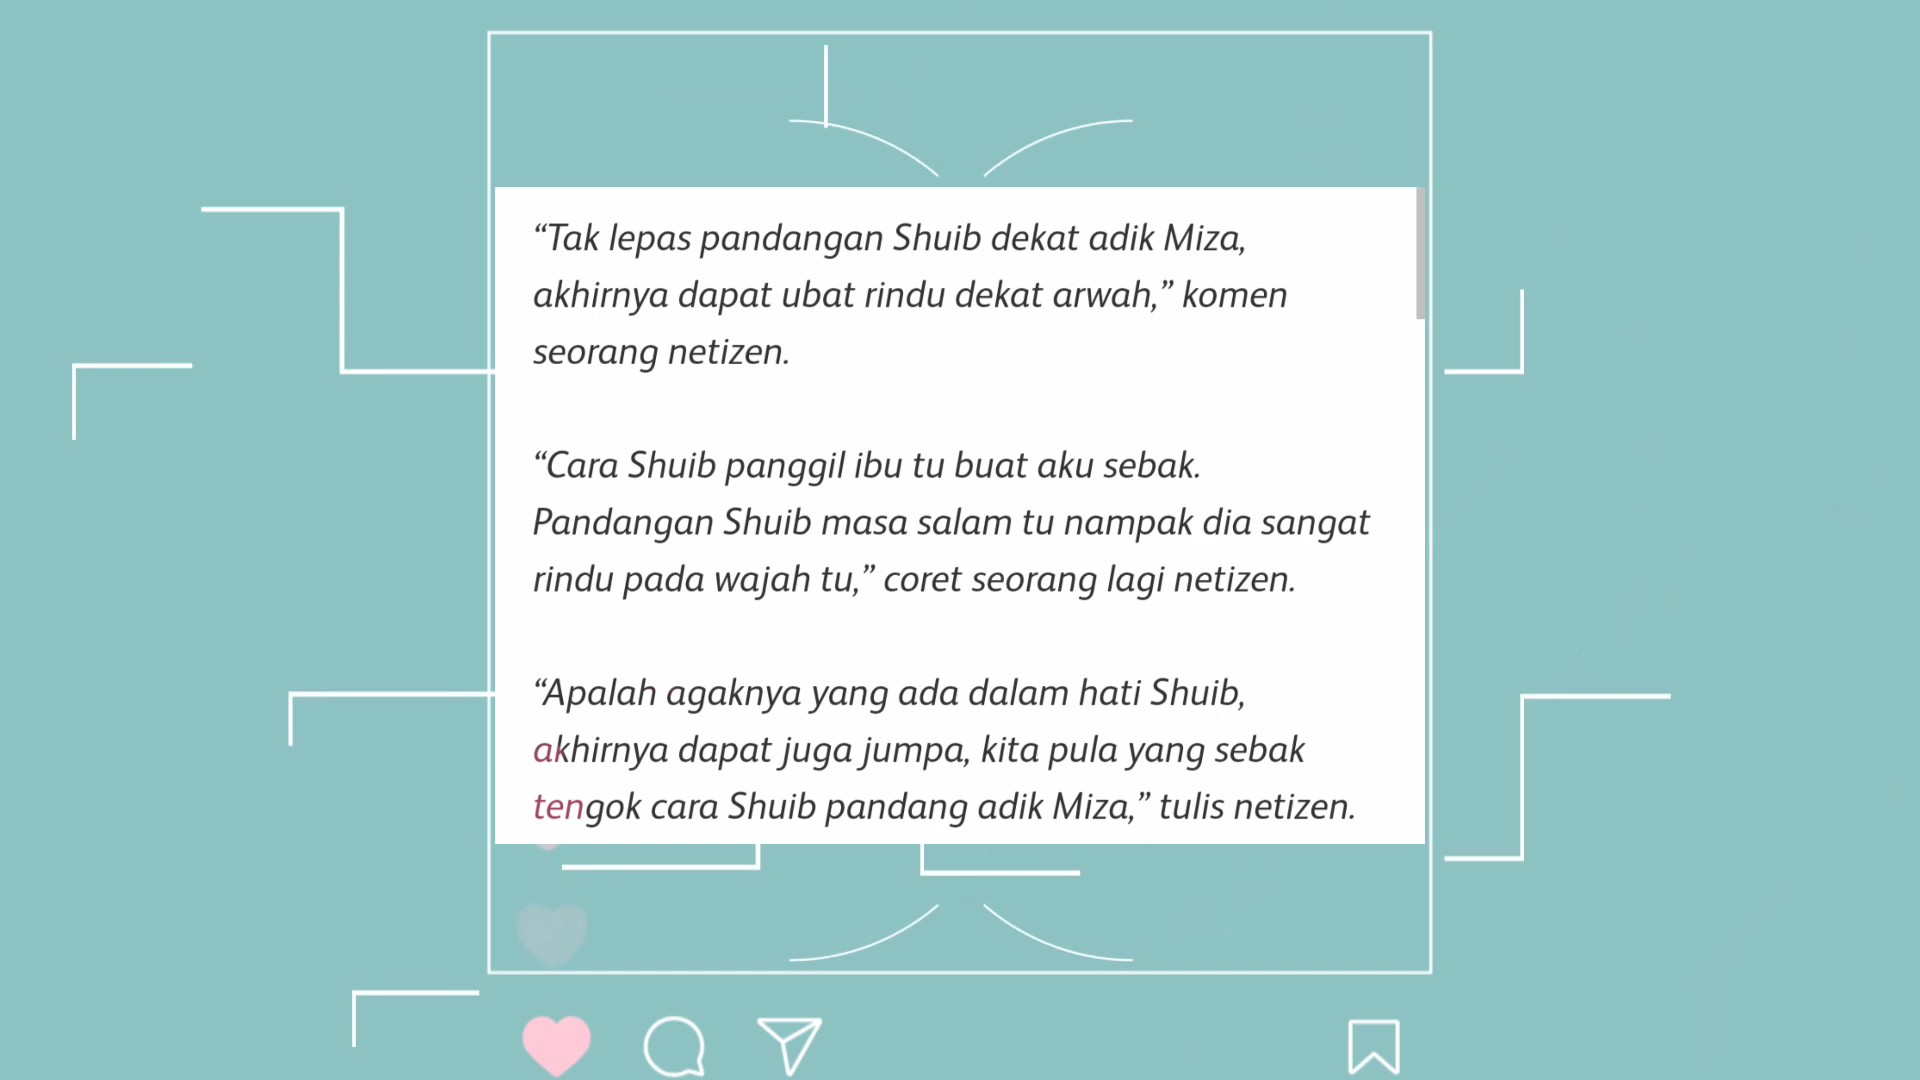 “Tak lepas pandangan Shuib dekat adik Miza,
akhirnya dapat ubat rindu dekat arwah,” komen
seorang netizen.
“Cara Shuib panggil ibu tu buat aku sebak.
Pandangan Shuib masa salam tu nampak dia sangat
rindu pada wajah tu,” coret seorang lagi netizen.
“Apalah agaknya yang ada dalam hati Shuib,
akhirnya dapat juga jumpa, kita pula yang sebak
tengok cara Shuib pandang adik Miza,” tulis netizen.